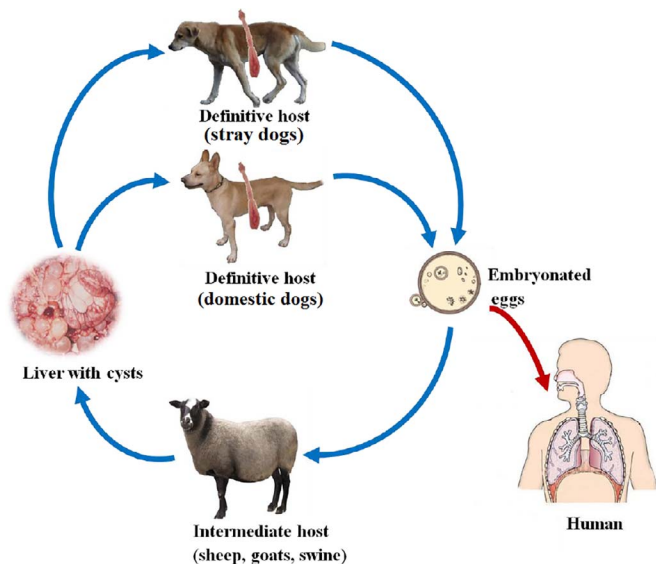 Definitive host
(stray dogs)
Definitive host
(domestic dogs)
Embryonated
eggs
Liver with cysts
Intermediate host
(sheep, goats, swine)
Human